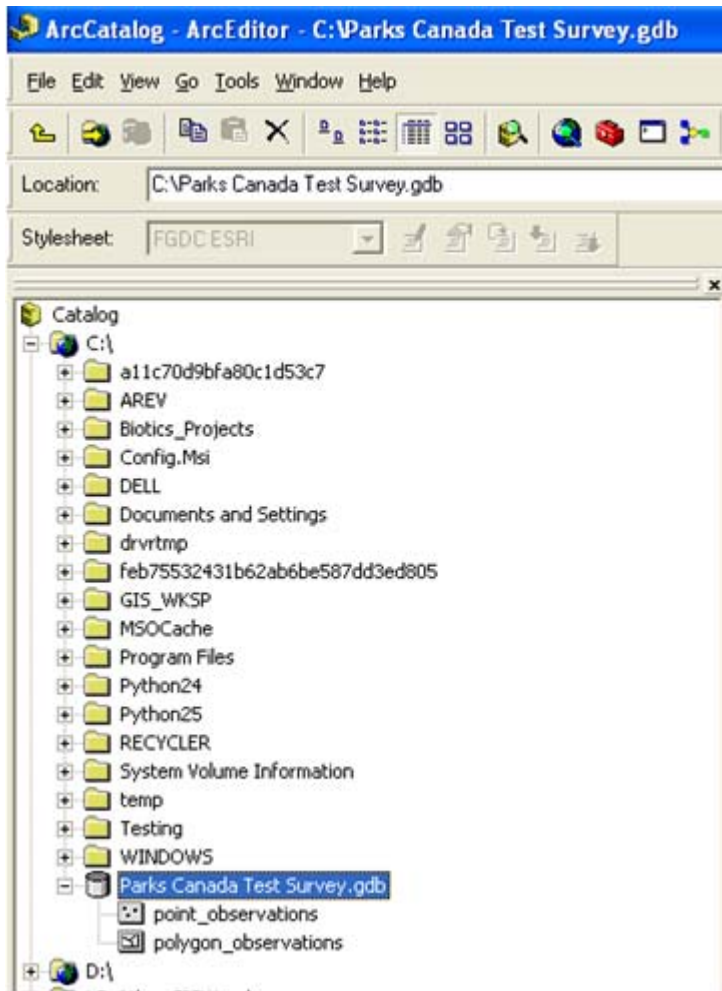 ArcCatalog - ArcEditor - C:\Parks Canada Test Survey.gdb
File Edit View Go Tools Window Help
Location: C:\Parks Canada Test Survey.gdb
Stylesheet: FGDC ESRI
Catalog
C:\
a11c70d9bfa80c1d53c7
AREV
Biotics_Projects
Config.Msi
DELL
Documents and Settings
drvrtmp
feb75532431b62ab6be587dd3ed805
GIS_WKSP
MSOCache
Program Files
Python24
Python25
RECYCLER
System Volume Information
temp
Testing
WINDOWS
Parks Canada Test Survey.gdb
point_observations
polygon_observations
D:\